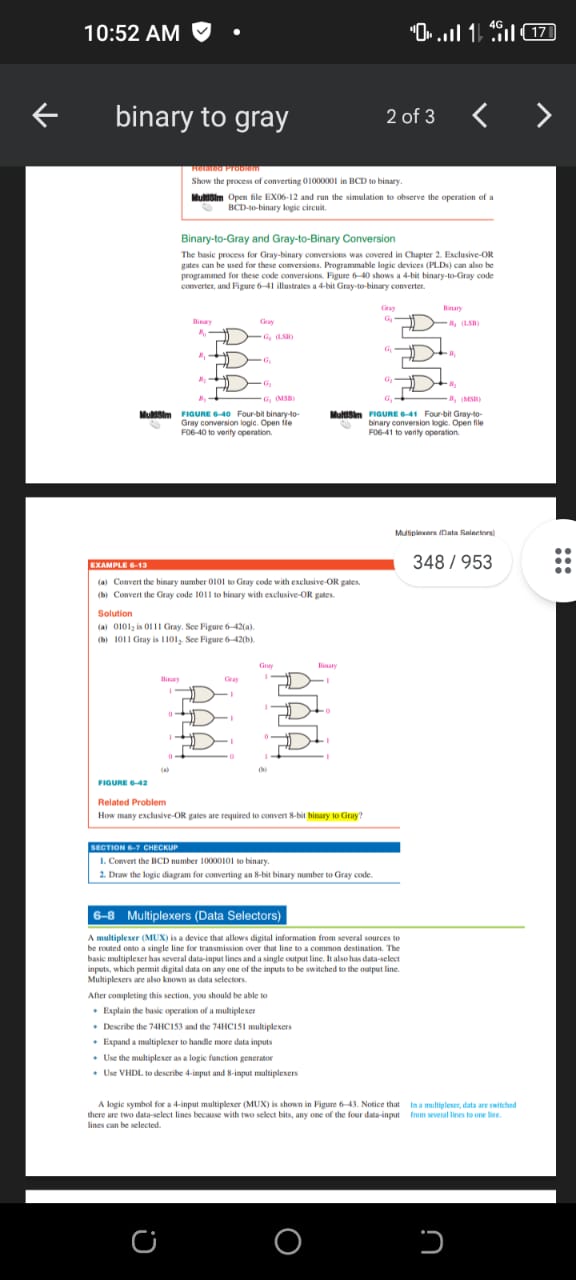 10:52 AM
4G
17
binary to gray
2 of 3
Related Problem
Show the process of converting 01000001 in BCD to binary.
MultiSim Open file EX06-12 and run the simulation to observe the operation of a
BCD-to-binary logic circuit.
Binary-to-Gray and Gray-to-Binary Conversion
The basic process for Gray-binary conversions was covered in Chapter 2. Exclusive-OR
gates can be used for these conversions. Programmable logic devices (PLDs) can also be
programmed for these code conversions. Figure 6–40 shows a 4-bit binary-to-Gray code
converter, and Figure 6–41 illustrates a 4-bit Gray-to-binary converter.
Binary Gray
B0 G0 (LSB)
B1 G1
B2 G2
B3 G3 (MSB)
MultiSim FIGURE 6-40 Four-bit binary-to-
Gray conversion logic. Open file
F06-40 to verify operation.
Gray Binary
G0 B0 (LSB)
G1 B1
G2 B2
G3 B3 (MSB)
MultiSim FIGURE 6-41 Four-bit Gray-to-
binary conversion logic. Open file
F06-41 to verify operation.
Multiplexers (Data Selectors)
348 / 953
EXAMPLE 6-13
(a) Convert the binary number 0101 to Gray code with exclusive-OR gates.
(b) Convert the Gray code 1011 to binary with exclusive-OR gates.
Solution
(a) 0101₂ is 0111 Gray. See Figure 6–42(a).
(b) 1011 Gray is 1101₂. See Figure 6–42(b).
Binary Gray
1 1
0 1
1 1
0 0
(a)
Gray Binary
1 1
1 0
0 1
1 1
(b)
FIGURE 6-42
Related Problem
How many exclusive-OR gates are required to convert 8-bit binary to Gray?
SECTION 6-7 CHECKUP
1. Convert the BCD number 10000101 to binary.
2. Draw the logic diagram for converting an 8-bit binary number to Gray code.
6–8 Multiplexers (Data Selectors)
A multiplexer (MUX) is a device that allows digital information from several sources to
be routed onto a single line for transmission over that line to a common destination. The
basic multiplexer has several data-input lines and a single output line. It also has data-select
inputs, which permit digital data on any one of the inputs to be switched to the output line.
Multiplexers are also known as data selectors.
After completing this section, you should be able to
• Explain the basic operation of a multiplexer
• Describe the 74HC153 and the 74HC151 multiplexers
• Expand a multiplexer to handle more data inputs
• Use the multiplexer as a logic function generator
• Use VHDL to describe 4-input and 8-input multiplexers
A logic symbol for a 4-input multiplexer (MUX) is shown in Figure 6–43. Notice that
there are two data-select lines because with two select bits, any one of the four data-input
lines can be selected.
In a multiplexer, data are switched
from several lines to one line.